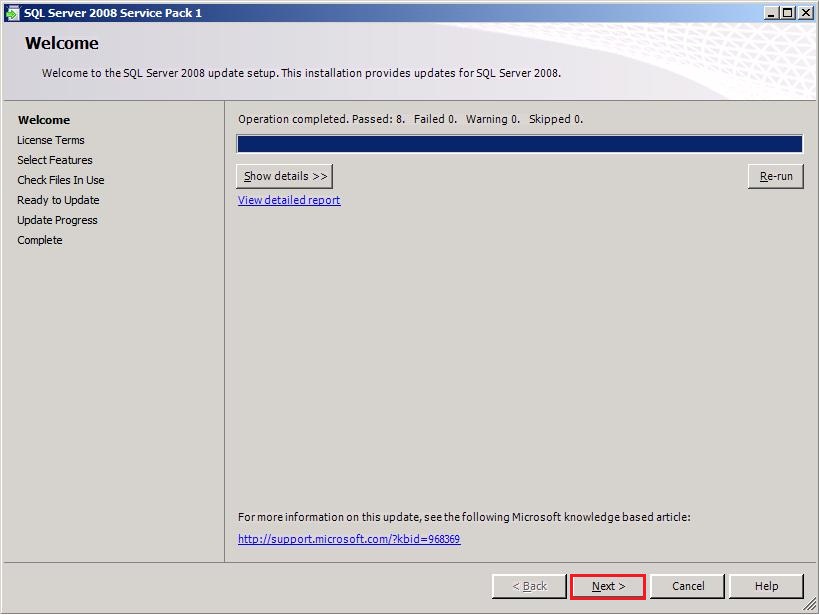 SQL Server 2008 Service Pack 1
Welcome
Welcome to the SQL Server 2008 update setup. This installation provides updates for SQL Server 2008.
Welcome
License Terms
Select Features
Check Files In Use
Ready to Update
Update Progress
Complete
Operation completed. Passed: 8. Failed 0. Warning 0. Skipped 0.
Show details >>
Re-run
View detailed report
For more information on this update, see the following Microsoft knowledge based article:
http://support.microsoft.com/?kbid=968369
< Back
Next >
Cancel
Help